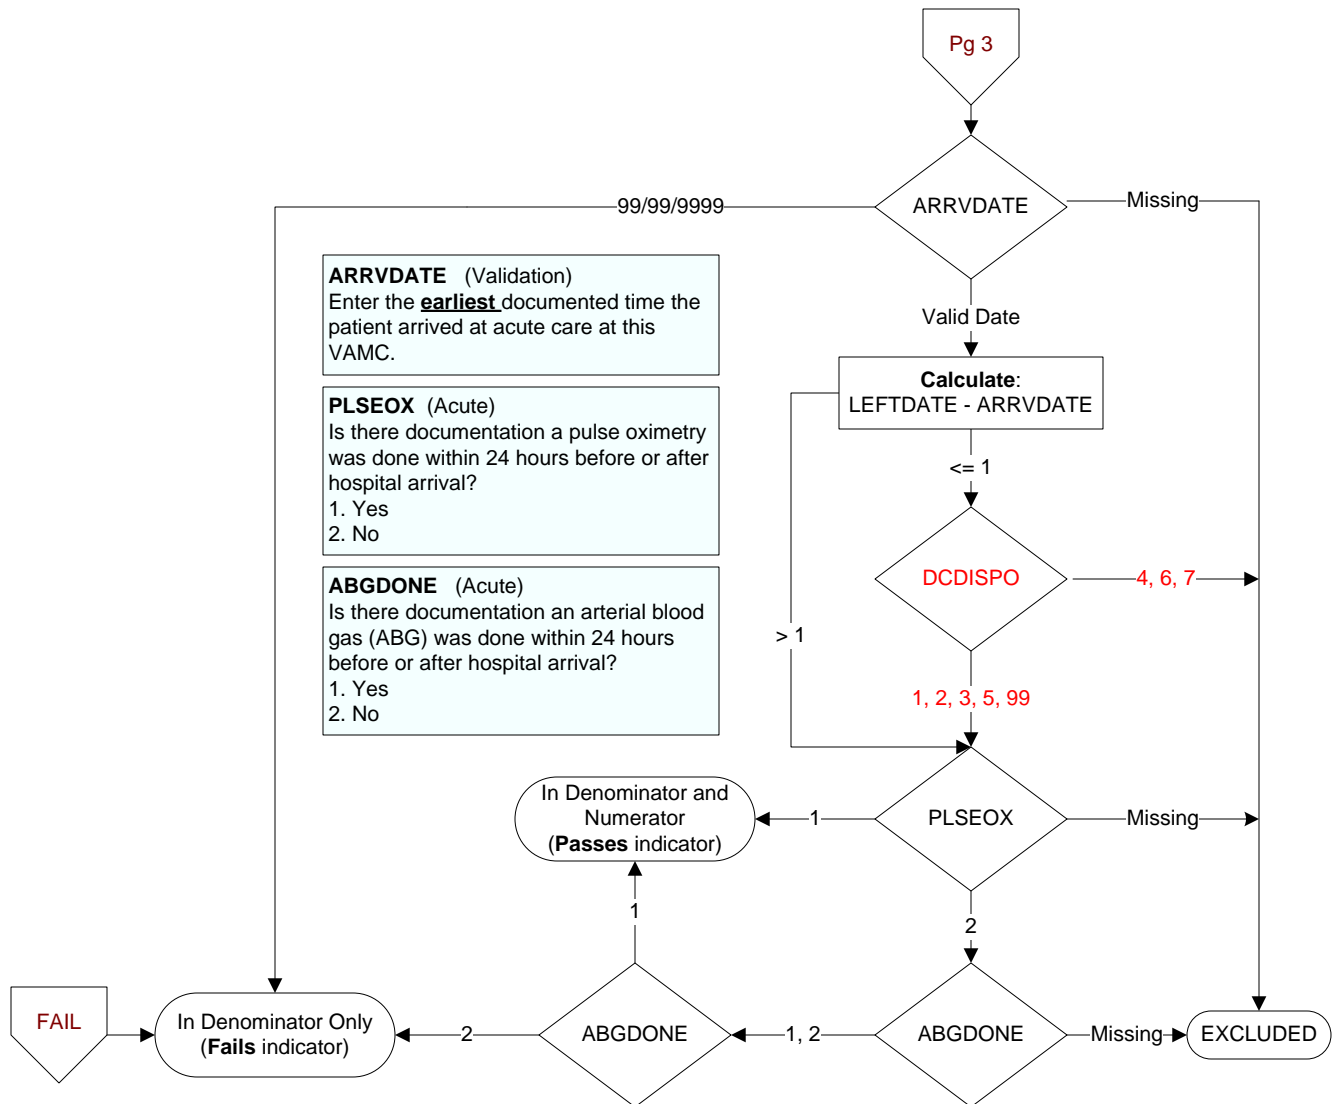 Pg 3
ARRVDATE
Missing
99/99/9999
ARRVDATE (Validation)
Enter the earliest documented time the
patient arrived at acute care at this
VAMC.
Valid Date
Calculate:
LEFTDATE - ARRVDATE
PLSEOX (Acute)
Is there documentation a pulse oximetry
was done within 24 hours before or after
hospital arrival?
1. Yes
2. No
<= 1
DCDISPO
4, 6, 7
ABGDONE (Acute)
Is there documentation an arterial blood
gas (ABG) was done within 24 hours
before or after hospital arrival?
1. Yes
2. No
> 1
1, 2, 3, 5, 99
In Denominator and
Numerator
(Passes indicator)
1
PLSEOX
Missing
1
2
FAIL
In Denominator Only
(Fails indicator)
2
ABGDONE
1, 2
ABGDONE
Missing
EXCLUDED